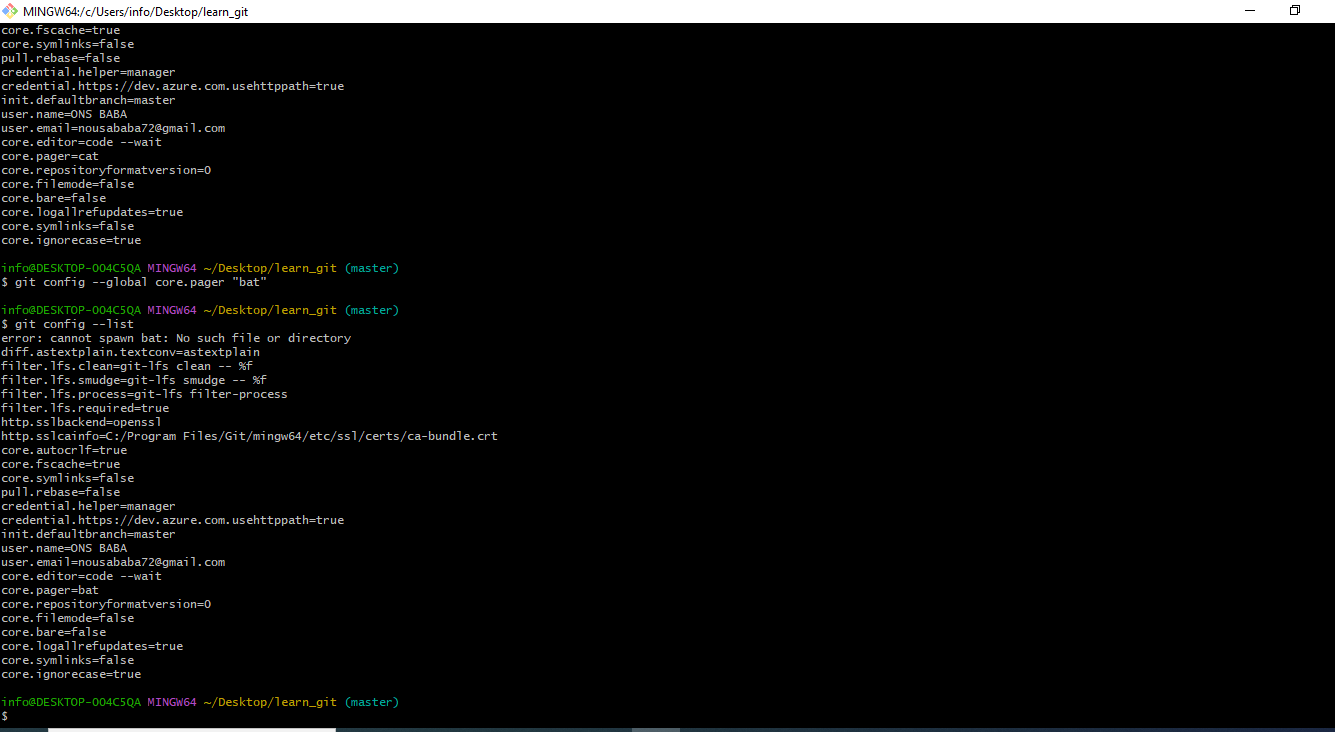 MINGW64:/c/Users/info/Desktop/learn_git
core.fscache=true
core.symlinks=false
pull.rebase=false
credential.helper=manager
credential.https://dev.azure.com.usehttppath=true
init.defaultbranch=master
user.name=ONS BABA
user.email=nousababa72@gmail.com
core.editor=code --wait
core.pager=cat
core.repositoryformatversion=0
core.filemode=false
core.bare=false
core.logallrefupdates=true
core.symlinks=false
core.ignorecase=true
info@DESKTOP-OO4C5QA MINGW64 ~/Desktop/learn_git (master)
$ git config --global core.pager "bat"
info@DESKTOP-OO4C5QA MINGW64 ~/Desktop/learn_git (master)
$ git config --list
error: cannot spawn bat: No such file or directory
diff.astextplain.textconv=astextplain
filter.lfs.clean=git-lfs clean -- %f
filter.lfs.smudge=git-lfs smudge -- %f
filter.lfs.process=git-lfs filter-process
filter.lfs.required=true
http.sslbackend=openssl
http.sslcainfo=C:/Program Files/Git/mingw64/etc/ssl/certs/ca-bundle.crt
core.autocrlf=true
core.fscache=true
core.symlinks=false
pull.rebase=false
credential.helper=manager
credential.https://dev.azure.com.usehttppath=true
init.defaultbranch=master
user.name=ONS BABA
user.email=nousababa72@gmail.com
core.editor=code --wait
core.pager=bat
core.repositoryformatversion=0
core.filemode=false
core.bare=false
core.logallrefupdates=true
core.symlinks=false
core.ignorecase=true
info@DESKTOP-OO4C5QA MINGW64 ~/Desktop/learn_git (master)
$